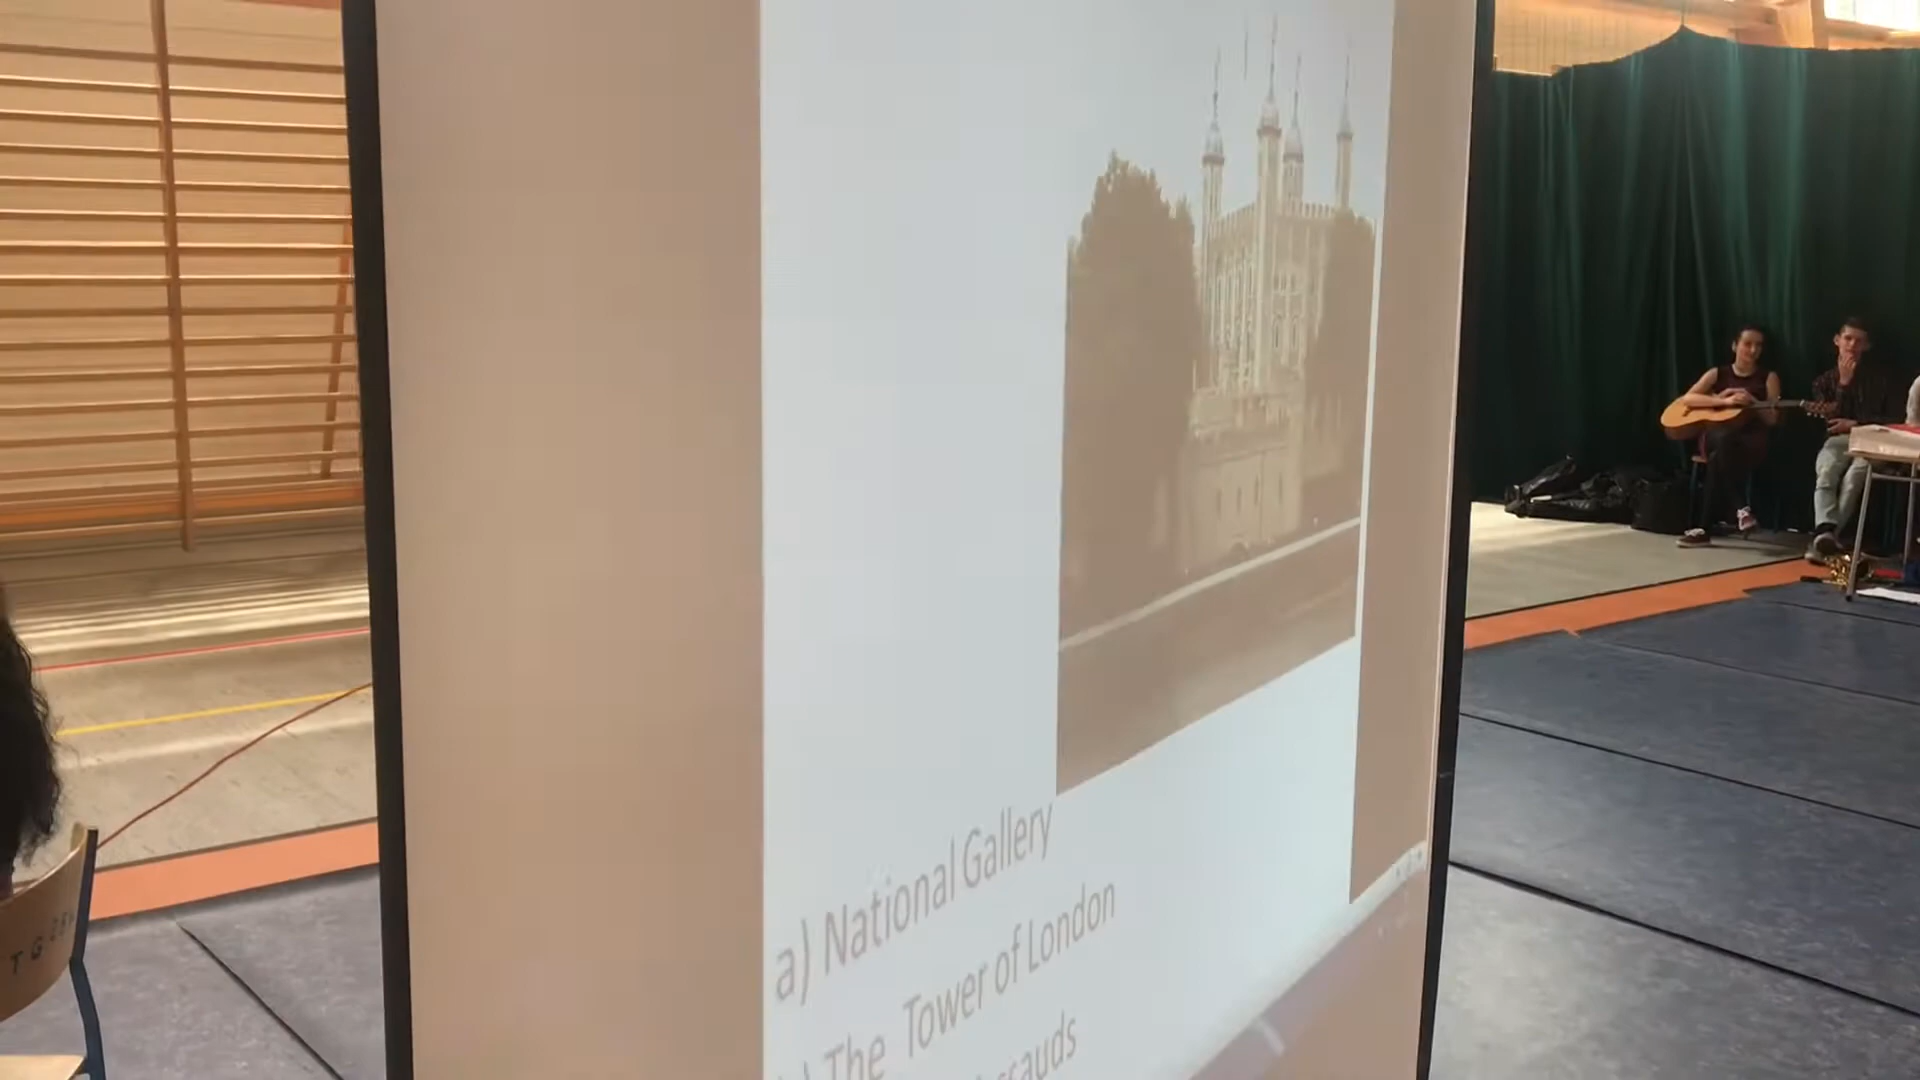 a) National Gallery
The Tower of London
T G